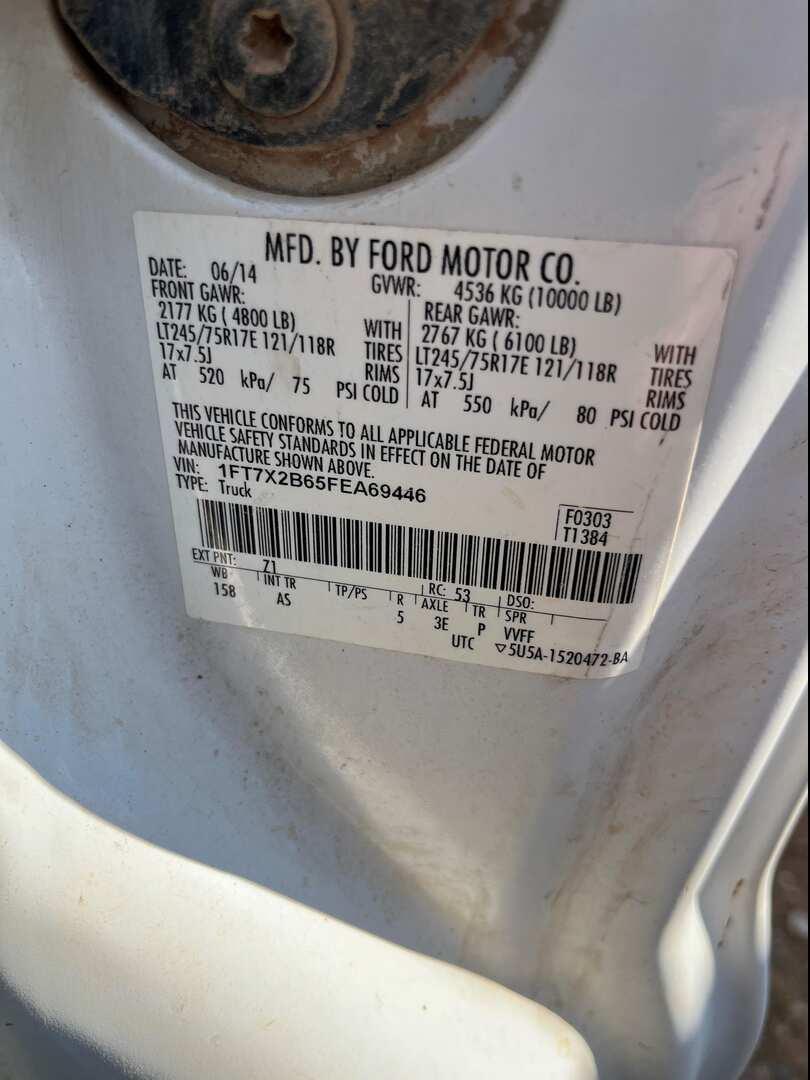 MFD. BY FORD MOTOR CO.
DATE: 06/14 GVWR: 4536 KG (10000 LB)
FRONT GAWR: REAR GAWR:
2177 KG ( 4800 LB) WITH 2767 KG ( 6100 LB) WITH
LT245/75R17E 121/118R TIRES LT245/75R17E 121/118R TIRES
17x7.5J RIMS 17x7.5J RIMS
AT 520 kPa/ 75 PSI COLD AT 550 kPa/ 80 PSI COLD
THIS VEHICLE CONFORMS TO ALL APPLICABLE FEDERAL MOTOR
VEHICLE SAFETY STANDARDS IN EFFECT ON THE DATE OF
MANUFACTURE SHOWN ABOVE.
VIN: 1FT7X2B65FEA69446
TYPE: Truck
F0303
T1384
EXT PNT: Z1 RC: 53 DSO:
WB INT TR TP/PS R AXLE TR SPR
158 AS 5 3E P VVFF
UTC ▽5U5A-1520472-BA